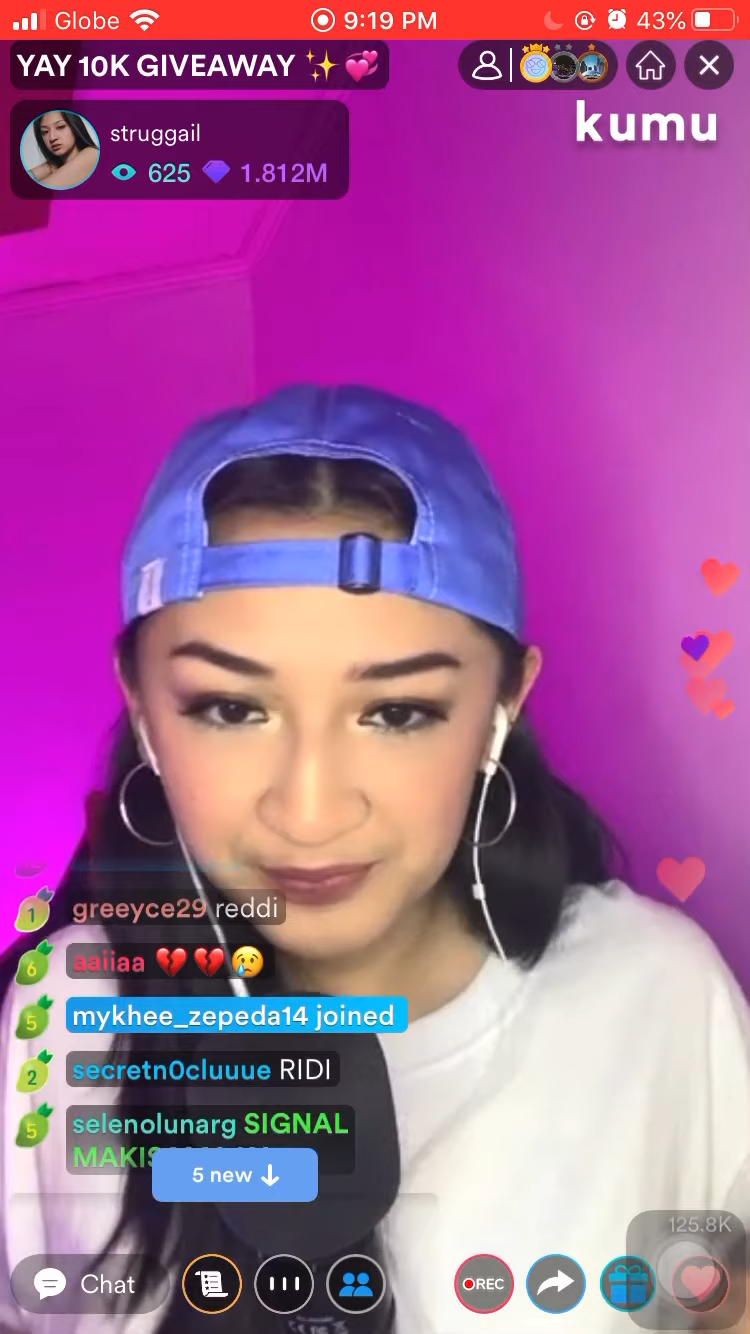 Globe 9:19 PM 43%
YAY 10K GIVEAWAY ✨💞
kumu
struggail
625 1.812M
1 greeyce29 reddi
6 aaiiaa 💔💔😢
5 mykhee_zepeda14 joined
2 secretn0cluuue RIDI
5 selenolunarg SIGNAL
5 new ↓
125.8K
Chat
REC